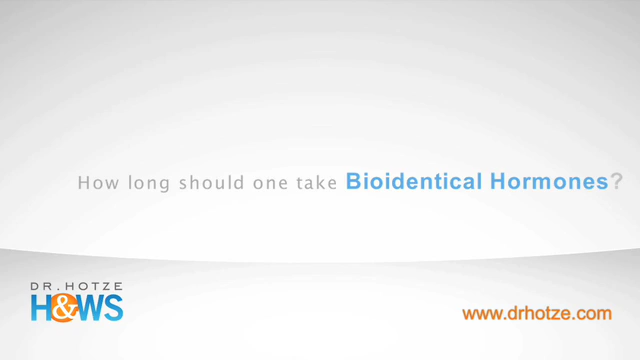 How long should one take Bioidentical Hormones?
DR. HOTZE
H&WS
www.drhotze.com